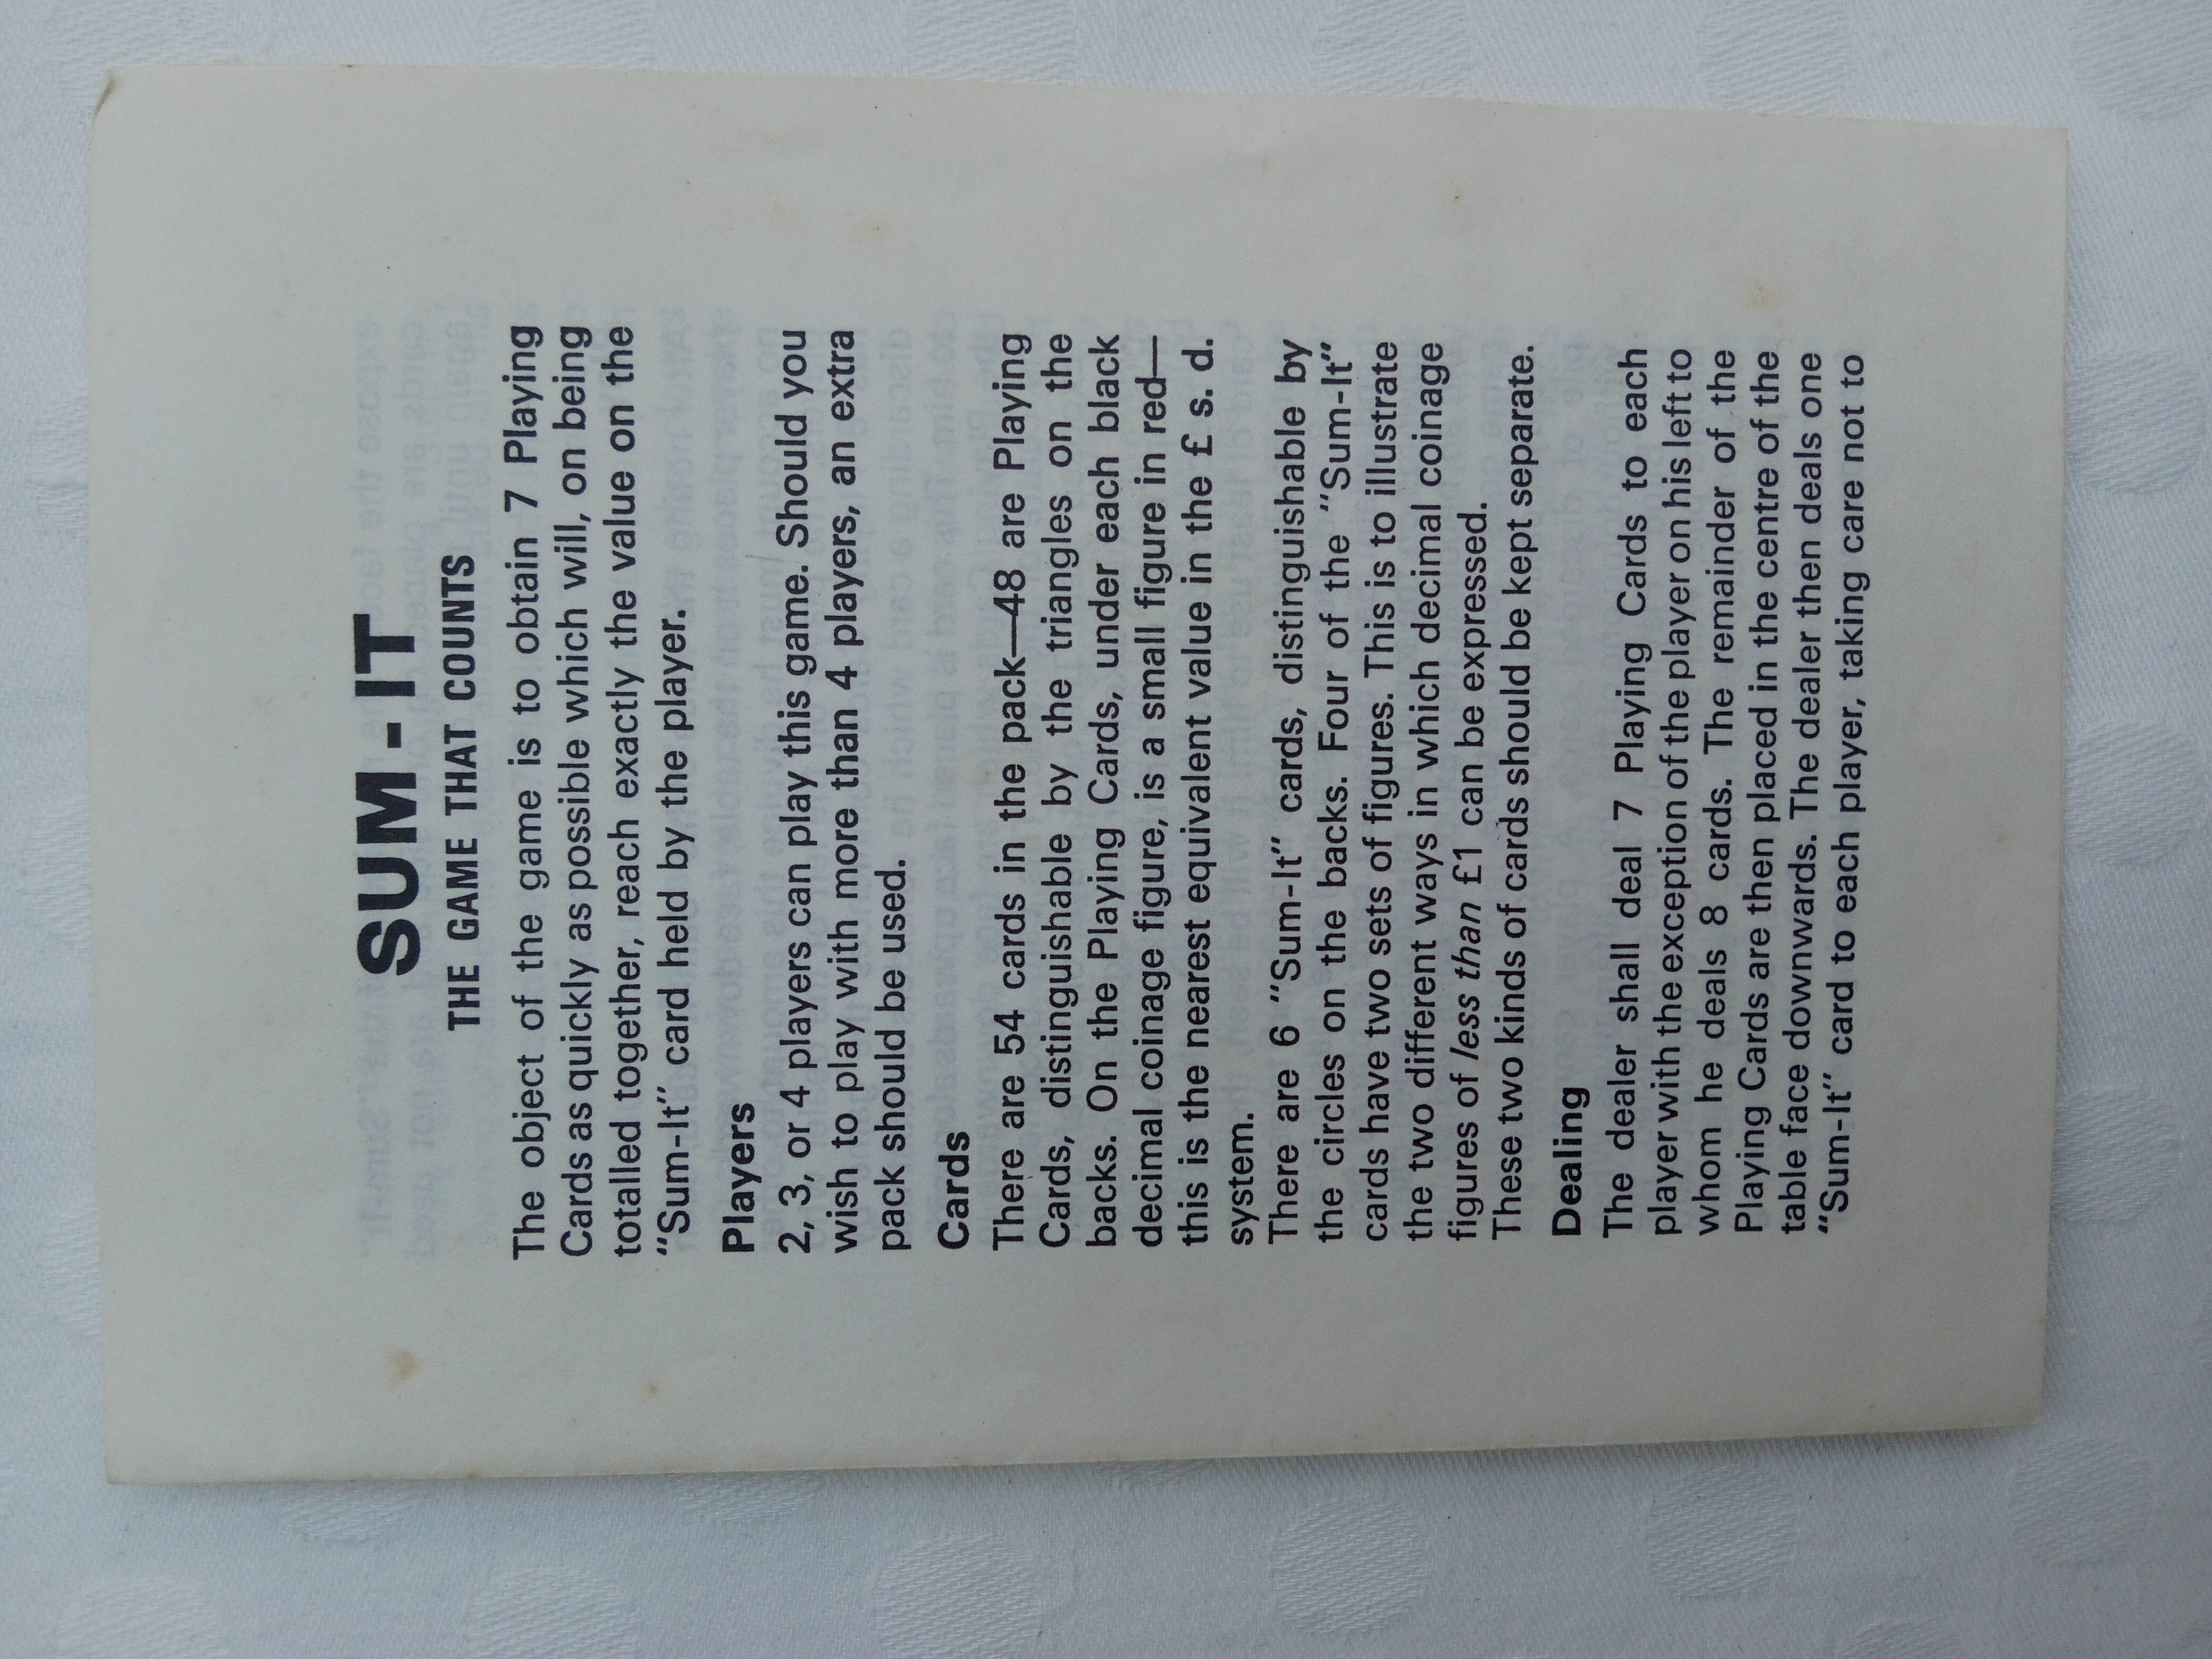 SUM-IT
THE GAME THAT COUNTS
The object of the game is to obtain 7 Playing
Cards as quickly as possible which will, on being
totalled together, reach exactly the value on the
"Sum-It" card held by the player.
Players
2, 3, or 4 players can play this game. Should you
wish to play with more than 4 players, an extra
pack should be used.
Cards
There are 54 cards in the pack—48 are Playing
Cards, distinguishable by the triangles on the
backs. On the Playing Cards, under each black
decimal coinage figure, is a small figure in red—
this is the nearest equivalent value in the £ s. d.
system.
There are 6 "Sum-It" cards, distinguishable by
the circles on the backs. Four of the "Sum-It"
cards have two sets of figures. This is to illustrate
the two different ways in which decimal coinage
figures of less than £1 can be expressed.
These two kinds of cards should be kept separate.
Dealing
The dealer shall deal 7 Playing Cards to each
player with the exception of the player on his left to
whom he deals 8 cards. The remainder of the
Playing Cards are then placed in the centre of the
table face downwards. The dealer then deals one
"Sum-It" card to each player, taking care not to